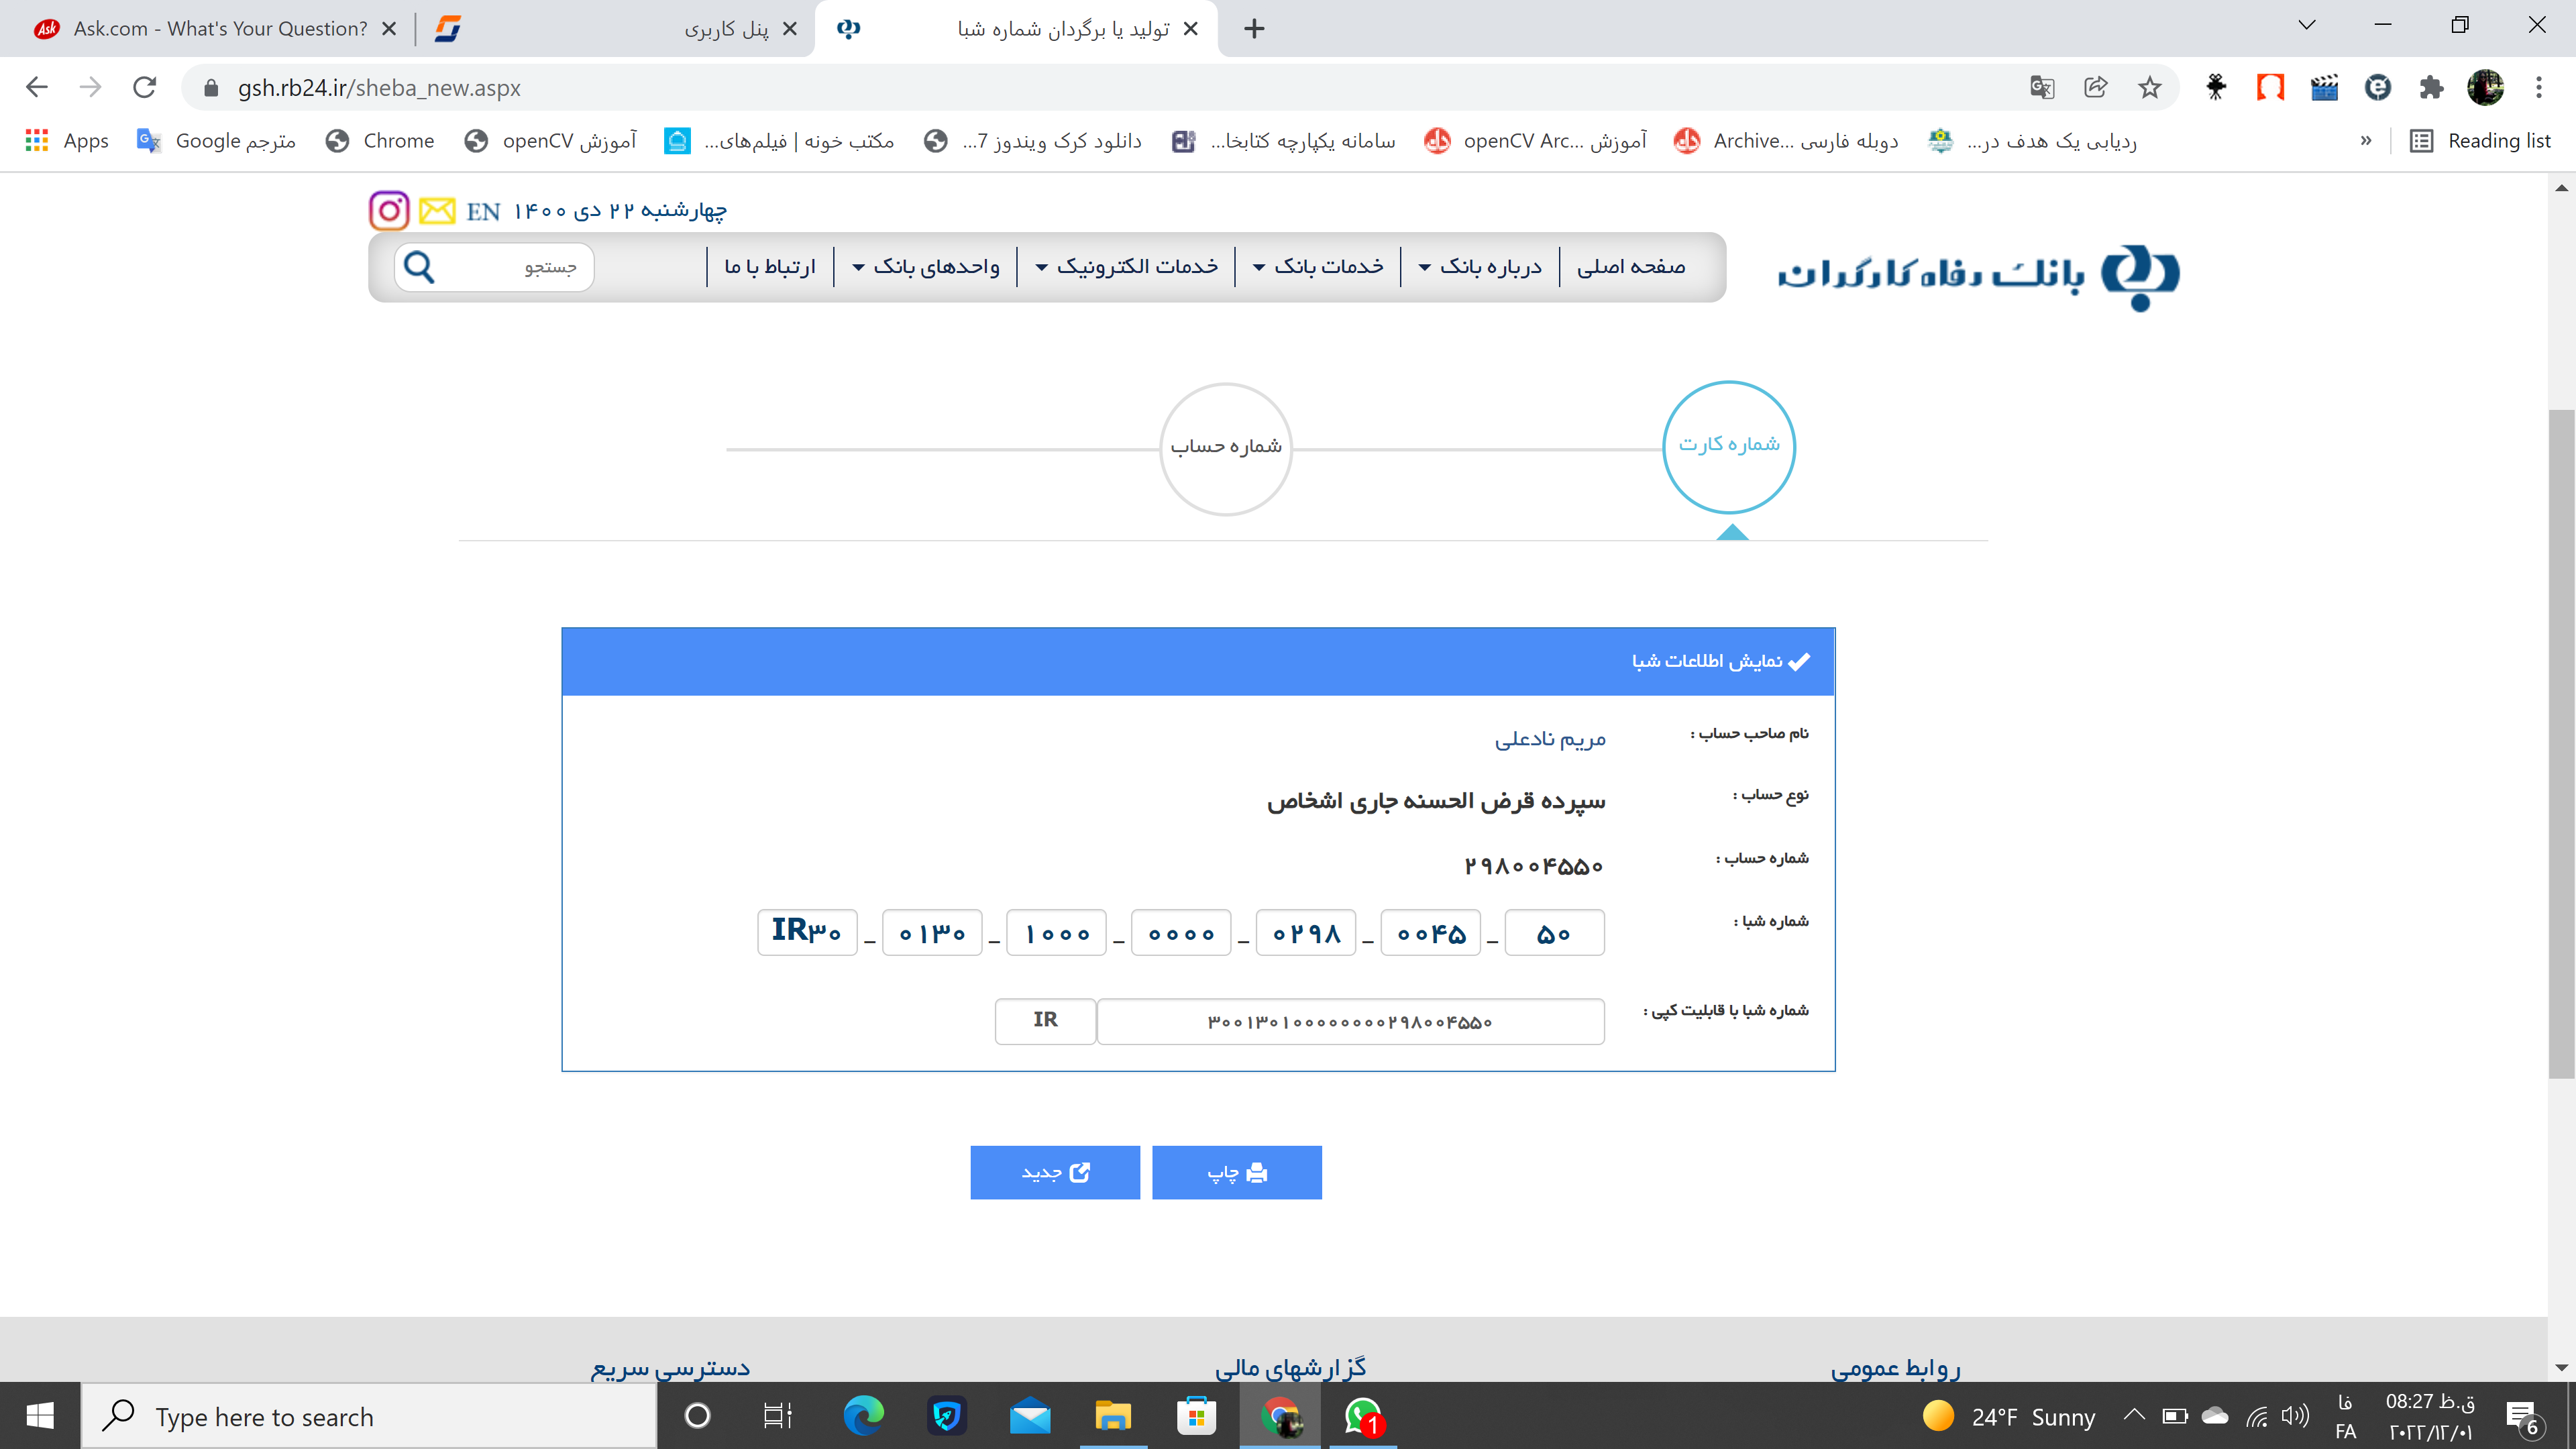 Ask.com - What's Your Question?
پنل کاربری
تولید یا برگردان شماره شبا
gsh.rb24.ir/sheba_new.aspx
Apps
مترجم Google
Chrome
آموزش openCV
مکتب خونه | فیلم‌های...
دانلود کرک ویندوز 7...
سامانه یکپارچه کتابخا...
آموزش openCV Arc...
دوبله فارسی Archive...
ردیابی یک هدف در...
»
Reading list
چهارشنبه ۲۲ دی ۱۴۰۰
EN
بانک رفاه کارگران
صفحه اصلی
درباره بانک
خدمات بانک
خدمات الکترونیک
واحدهای بانک
ارتباط با ما
جستجو
شماره کارت
شماره حساب
نمایش اطلاعات شبا
نام صاحب حساب :
مریم نادعلی
نوع حساب :
سپرده قرض الحسنه جاری اشخاص
شماره حساب :
۲۹۸۰۰۴۵۵۰
شماره شبا :
IR۳۰ _ ۰۱۳۰ _ ۱۰۰۰ _ ۰۰۰۰ _ ۰۲۹۸ _ ۰۰۴۵ _ ۵۰
شماره شبا با قابلیت کپی :
IR
۳۰۰۱۳۰۱۰۰۰۰۰۰۰۰۲۹۸۰۰۴۵۵۰
چاپ
جدید
روابط عمومی
گزارشهای مالی
دسترسی سریع
Type here to search
1
24°F Sunny
فا
FA
08:27 ق.ظ
۲۰۲۲/۱۲/۰۱
6